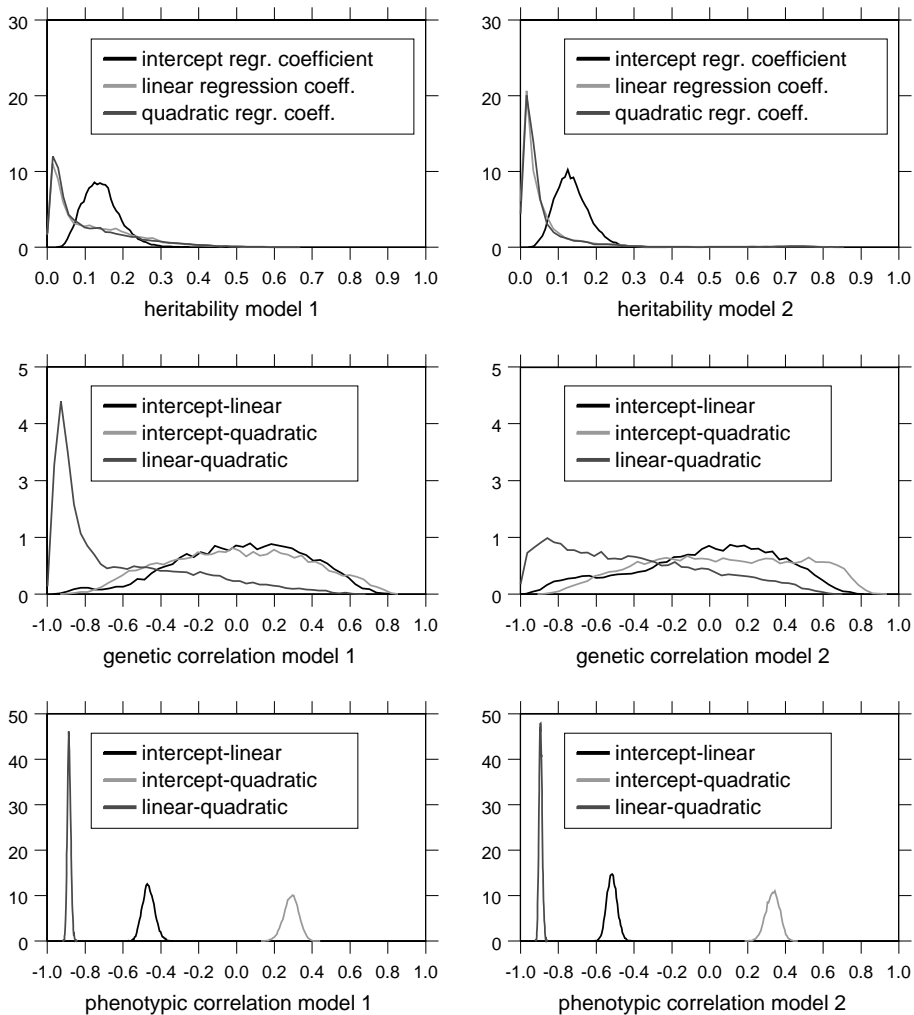 30
20
10
0
intercept regr. coefficient
linear regression coeff.
quadratic regr. coeff.
0.0 0.1 0.2 0.3 0.4 0.5 0.6 0.7 0.8 0.9 1.0
heritability model 1
30
20
10
0
intercept regr. coefficient
linear regression coeff.
quadratic regr. coeff.
0.0 0.1 0.2 0.3 0.4 0.5 0.6 0.7 0.8 0.9 1.0
heritability model 2
5
4
3
1
0
intercept-linear
intercept-quadratic
linear-quadratic
-1.0 -0.8 -0.6 -0.4 -0.2 0.0 0.2 0.4 0.6 0.8 1.0
genetic correlation model 1
5
4
3
1
0
intercept-linear
intercept-quadratic
linear-quadratic
-1.0 -0.8 -0.6 -0.4 -0.2 0.0 0.2 0.4 0.6 0.8 1.0
genetic correlation model 2
50
40
30
20
10
0
intercept-linear
intercept-quadratic
linear-quadratic
-1.0 -0.8 -0.6 -0.4 -0.2 0.0 0.2 0.4 0.6 0.8 1.0
phenotypic correlation model 1
50
40
30
20
10
0
intercept-linear
intercept-quadratic
linear-quadratic
-1.0 -0.8 -0.6 -0.4 -0.2 0.0 0.2 0.4 0.6 0.8 1.0
phenotypic correlation model 2